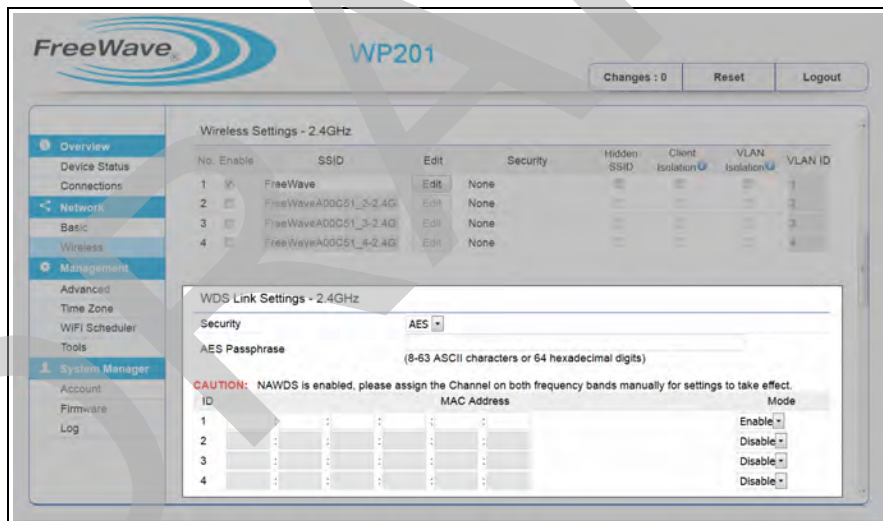 FreeWave®
WP201
Changes : 0 Reset Logout
Overview
Device Status
Connections
Network
Basic
Wireless
Management
Advanced
Time Zone
WiFi Scheduler
Tools
System Manager
Account
Firmware
Log
Wireless Settings - 2.4GHz
No. Enable SSID Edit Security Hidden SSID Client Isolation VLAN Isolation VLAN ID
1 FreeWave Edit None 1
2 FreeWaveA00C51_2-2.4G Edit None 2
3 FreeWaveA00C51_3-2.4G Edit None 3
4 FreeWaveA00C51_4-2.4G Edit None 4
WDS Link Settings - 2.4GHz
Security AES
AES Passphrase
(8-63 ASCII characters or 64 hexadecimal digits)
CAUTION: NAWDS is enabled, please assign the Channel on both frequency bands manually for settings to take effect.
ID MAC Address Mode
1 : : : : : Enable
2 : : : : : Disable
3 : : : : : Disable
4 : : : : : Disable
DRAFT